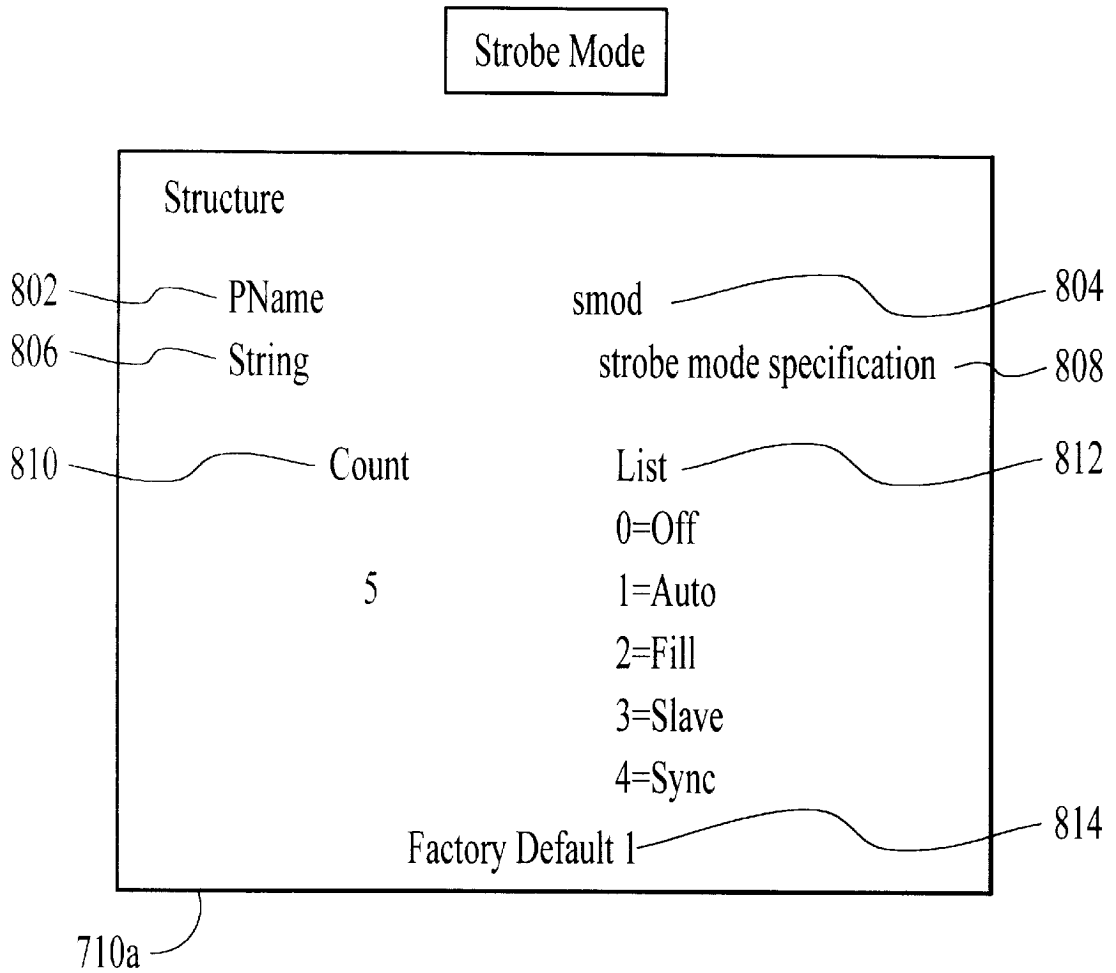 Strobe Mode
Structure
802 PName smod 804
806 String strobe mode specification 808
810 Count List 812
0=Off
5 1=Auto
2=Fill
3=Slave
4=Sync
Factory Default 1 814
710a